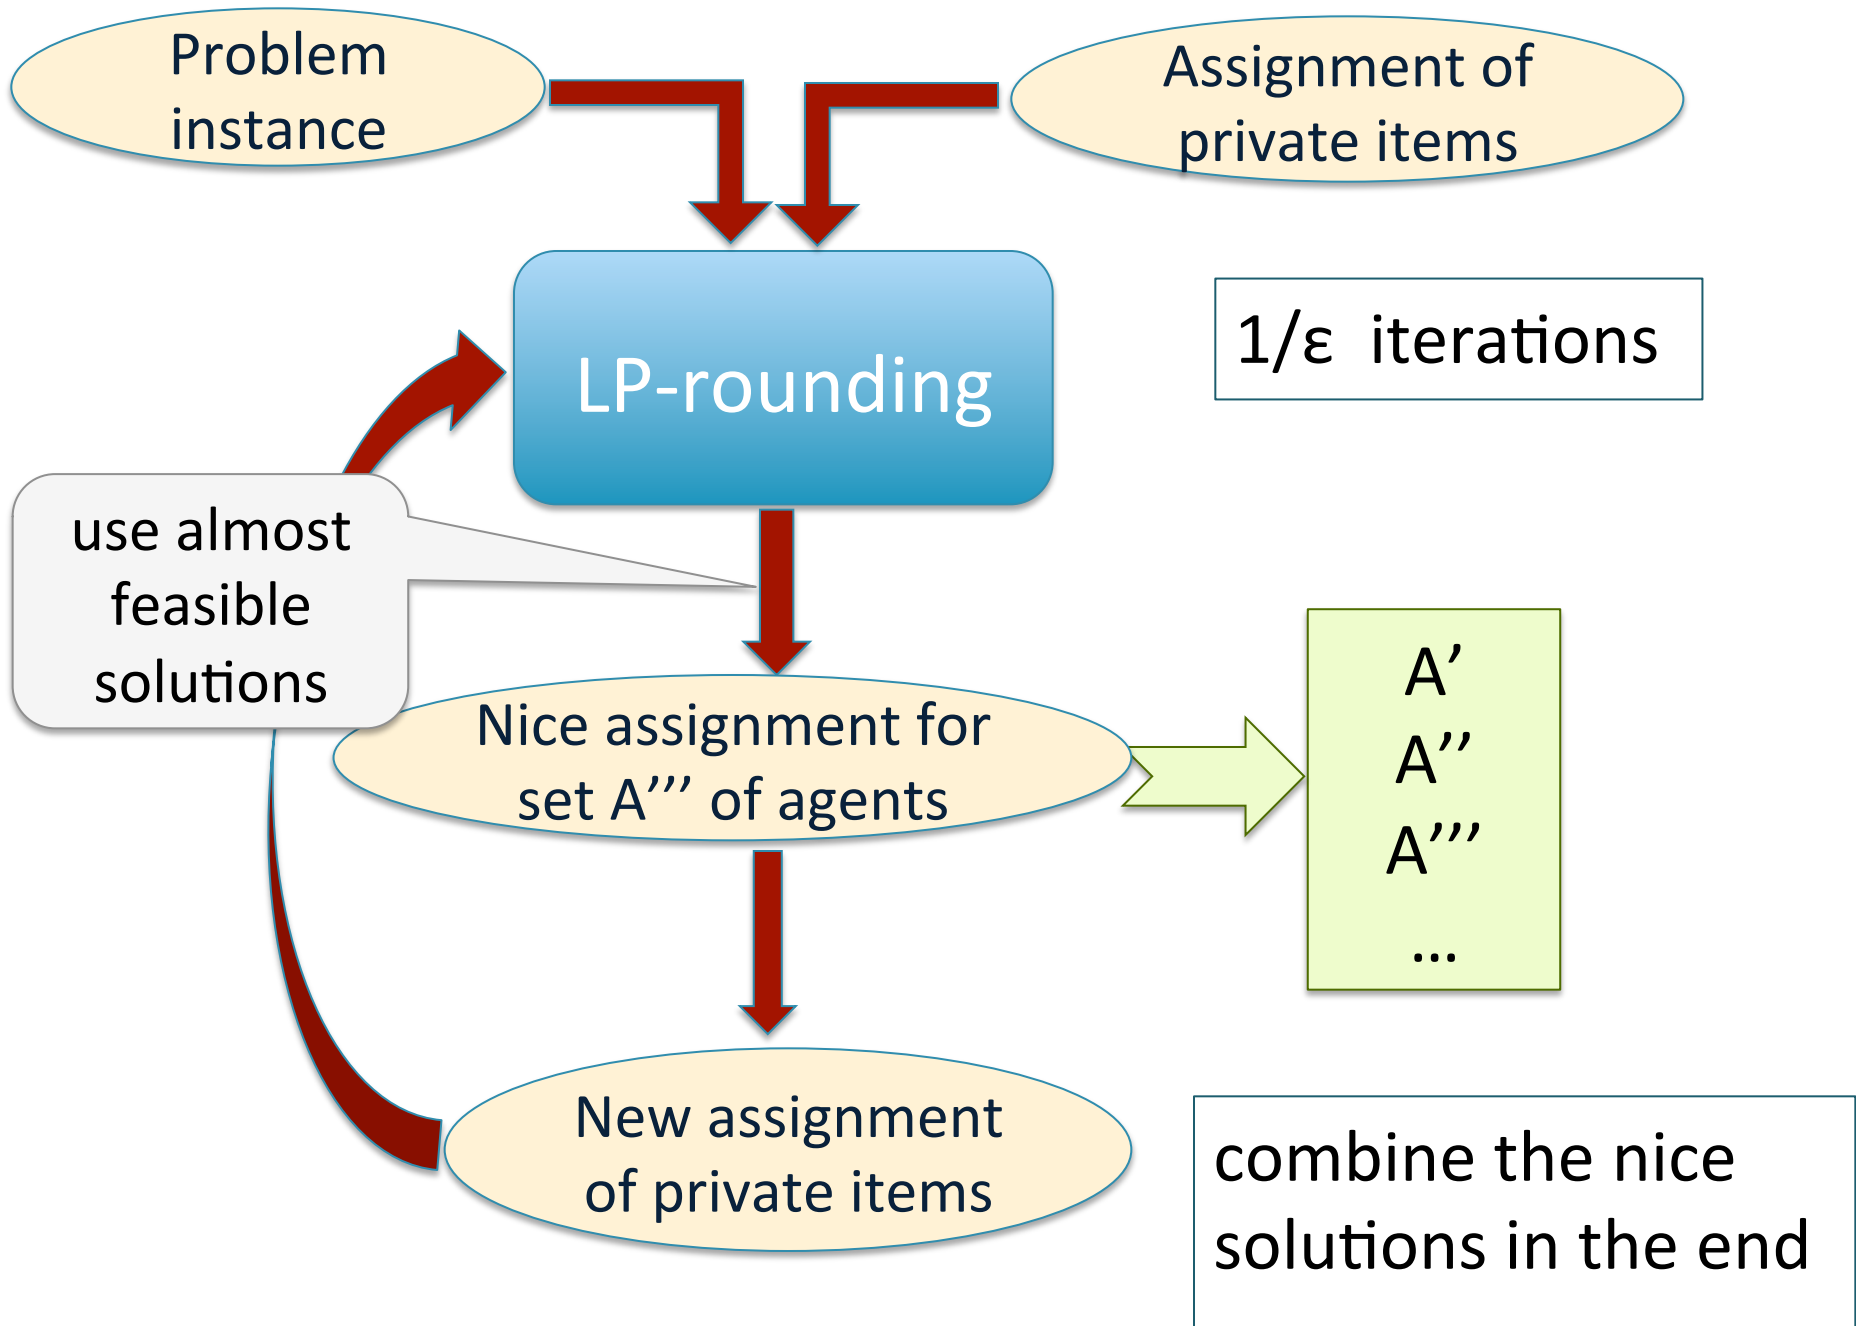 Problem
instance
Assignment of
private items
LP-rounding
1/ε iterations
use almost
feasible
solutions
Nice assignment for
set A’’’ of agents
A’
A’’
A’’’
...
New assignment
of private items
combine the nice
solutions in the end